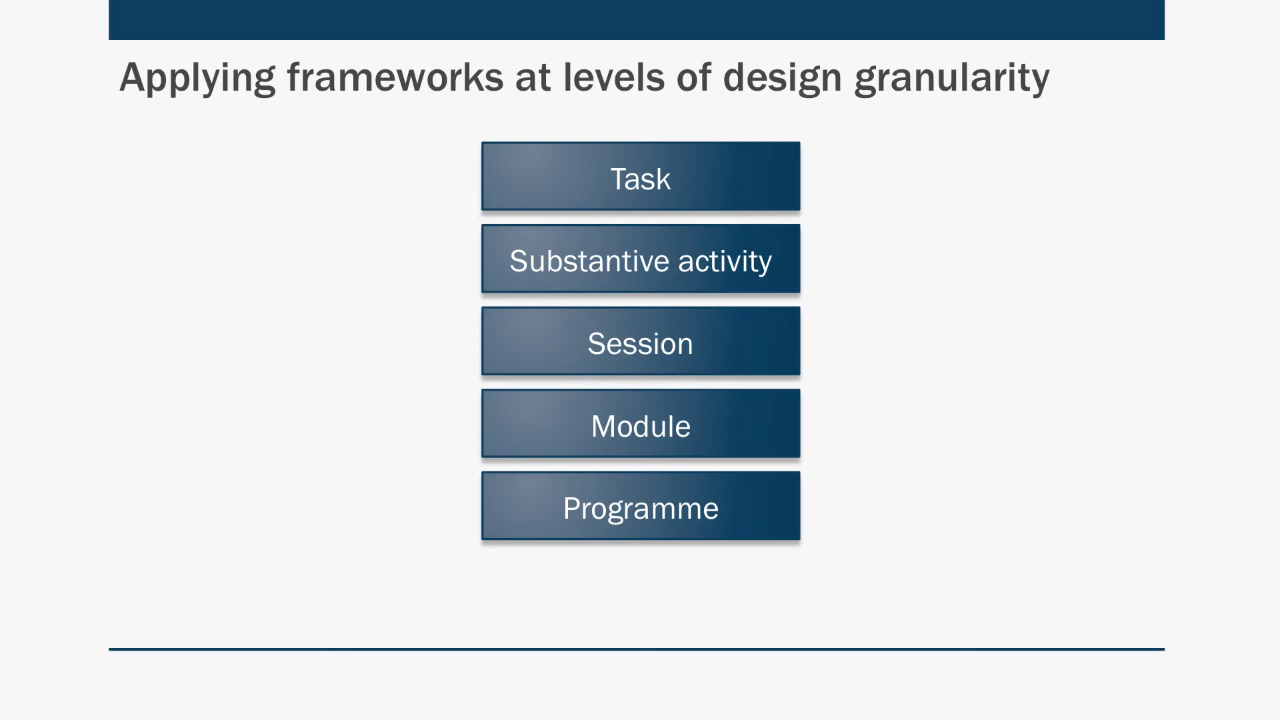 Applying frameworks at levels of design granularity
Task
Substantive activity
Session
Module
Programme